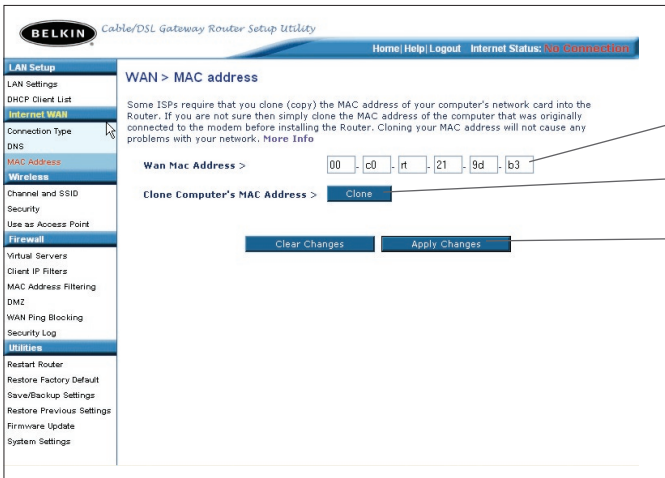 BELKIN Cable/DSL Gateway Router Setup Utility
Home| Help| Logout Internet Status: No Connection
LAN Setup
LAN Settings
DHCP Client List
Internet WAN
Connection Type
DNS
MAC Address
Wireless
Channel and SSID
Security
Use as Access Point
Firewall
Virtual Servers
Client IP Filters
MAC Address Filtering
DMZ
WAN Ping Blocking
Security Log
Utilities
Restart Router
Restore Factory Default
Save/Backup Settings
Restore Previous Settings
Firmware Update
System Settings
WAN > MAC address
Some ISPs require that you clone (copy) the MAC address of your computer's network card into the
Router. If you are not sure then simply clone the MAC address of the computer that was originally
connected to the modem before installing the Router. Cloning your MAC address will not cause any
problems with your network. More Info
Wan Mac Address > 00 - c0 - rt - 21 - 9d - b3
Clone Computer's MAC Address > Clone
Clear Changes Apply Changes